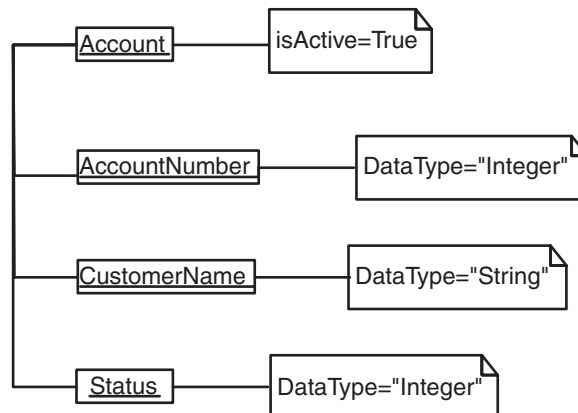 Account
isActive=True
AccountNumber
DataType="Integer"
CustomerName
DataType="String"
Status
DataType="Integer"